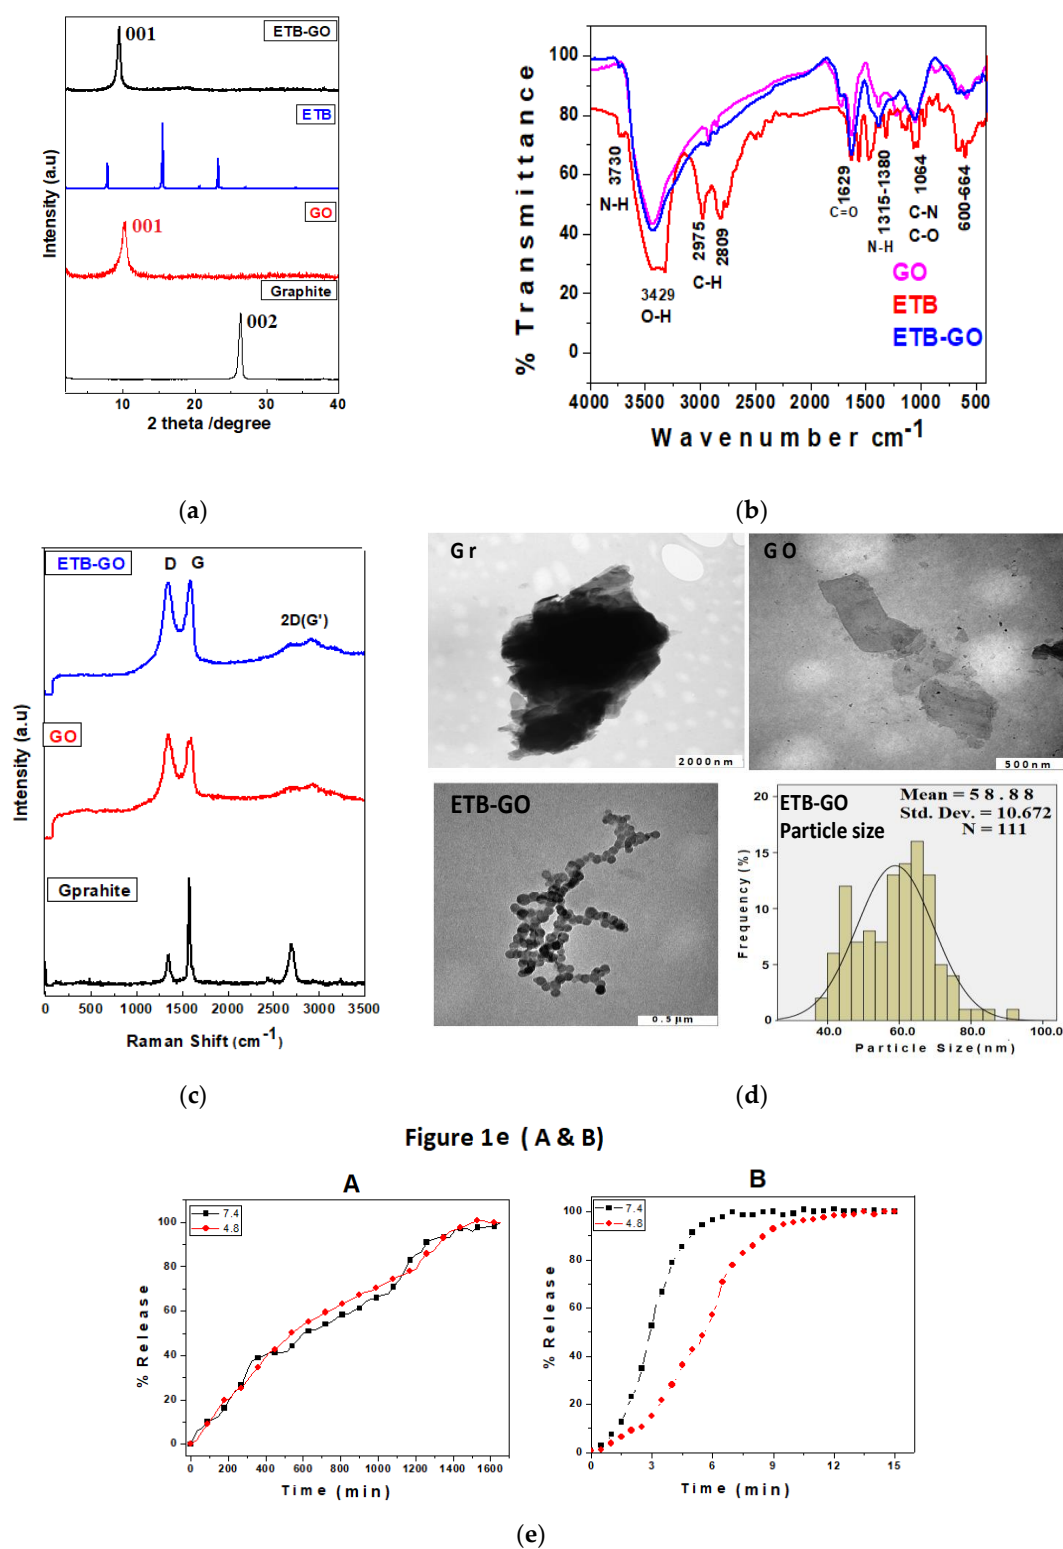 ETB-GO
001
ETB
GO
001
Graphite
002
Intensity (a.u)
10
20
30
40
2 theta /degree
(a)
% Transmittance
100
80
60
40
20
0
3730
N-H
3429
O-H
2975
2809
C-H
1629
C=O
1315-1380
N-H
1064
C-N
C-O
600-664
GO
ETB
ETB-GO
4000 3500 3000 2500 2000 1500 1000 500
Wavenumber cm-1
(b)
ETB-GO
D
G
2D(G')
GO
Gprahite
Intensity (a.u)
0 500 1000 1500 2000 2500 3000 3500
Raman Shift (cm-1)
(c)
Gr
2000nm
GO
500nm
ETB-GO
0.5 µm
ETB-GO
Particle size
Mean = 58.88
Std. Dev. = 10.672
N = 111
Frequency (%)
20
15
10
5
0
40.0 60.0 80.0 100.0
Particle Size(nm)
(d)
Figure 1e ( A & B)
A
7.4
4.8
% Release
100
80
60
40
20
0
0 200 400 600 800 1000 1200 1400 1600
Time (min)
B
7.4
4.8
% Release
100
80
60
40
20
0
0 3 6 9 12 15
Time (min)
(e)